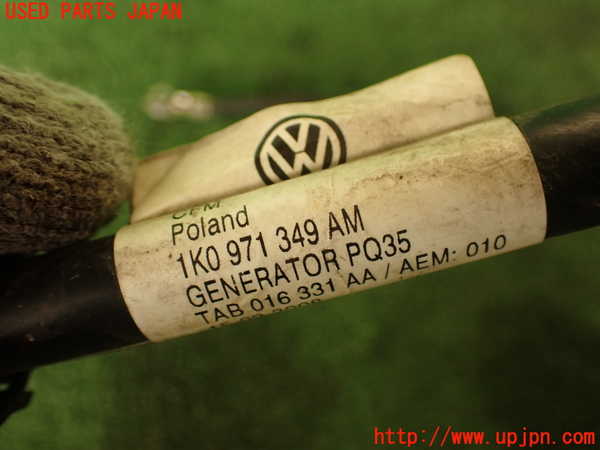 USED PARTS JAPAN
CEM
Poland
1K0 971 349 AM
GENERATOR PQ35
TAB 016 331 AA / AEM: 010
http://www.upjpn.com/